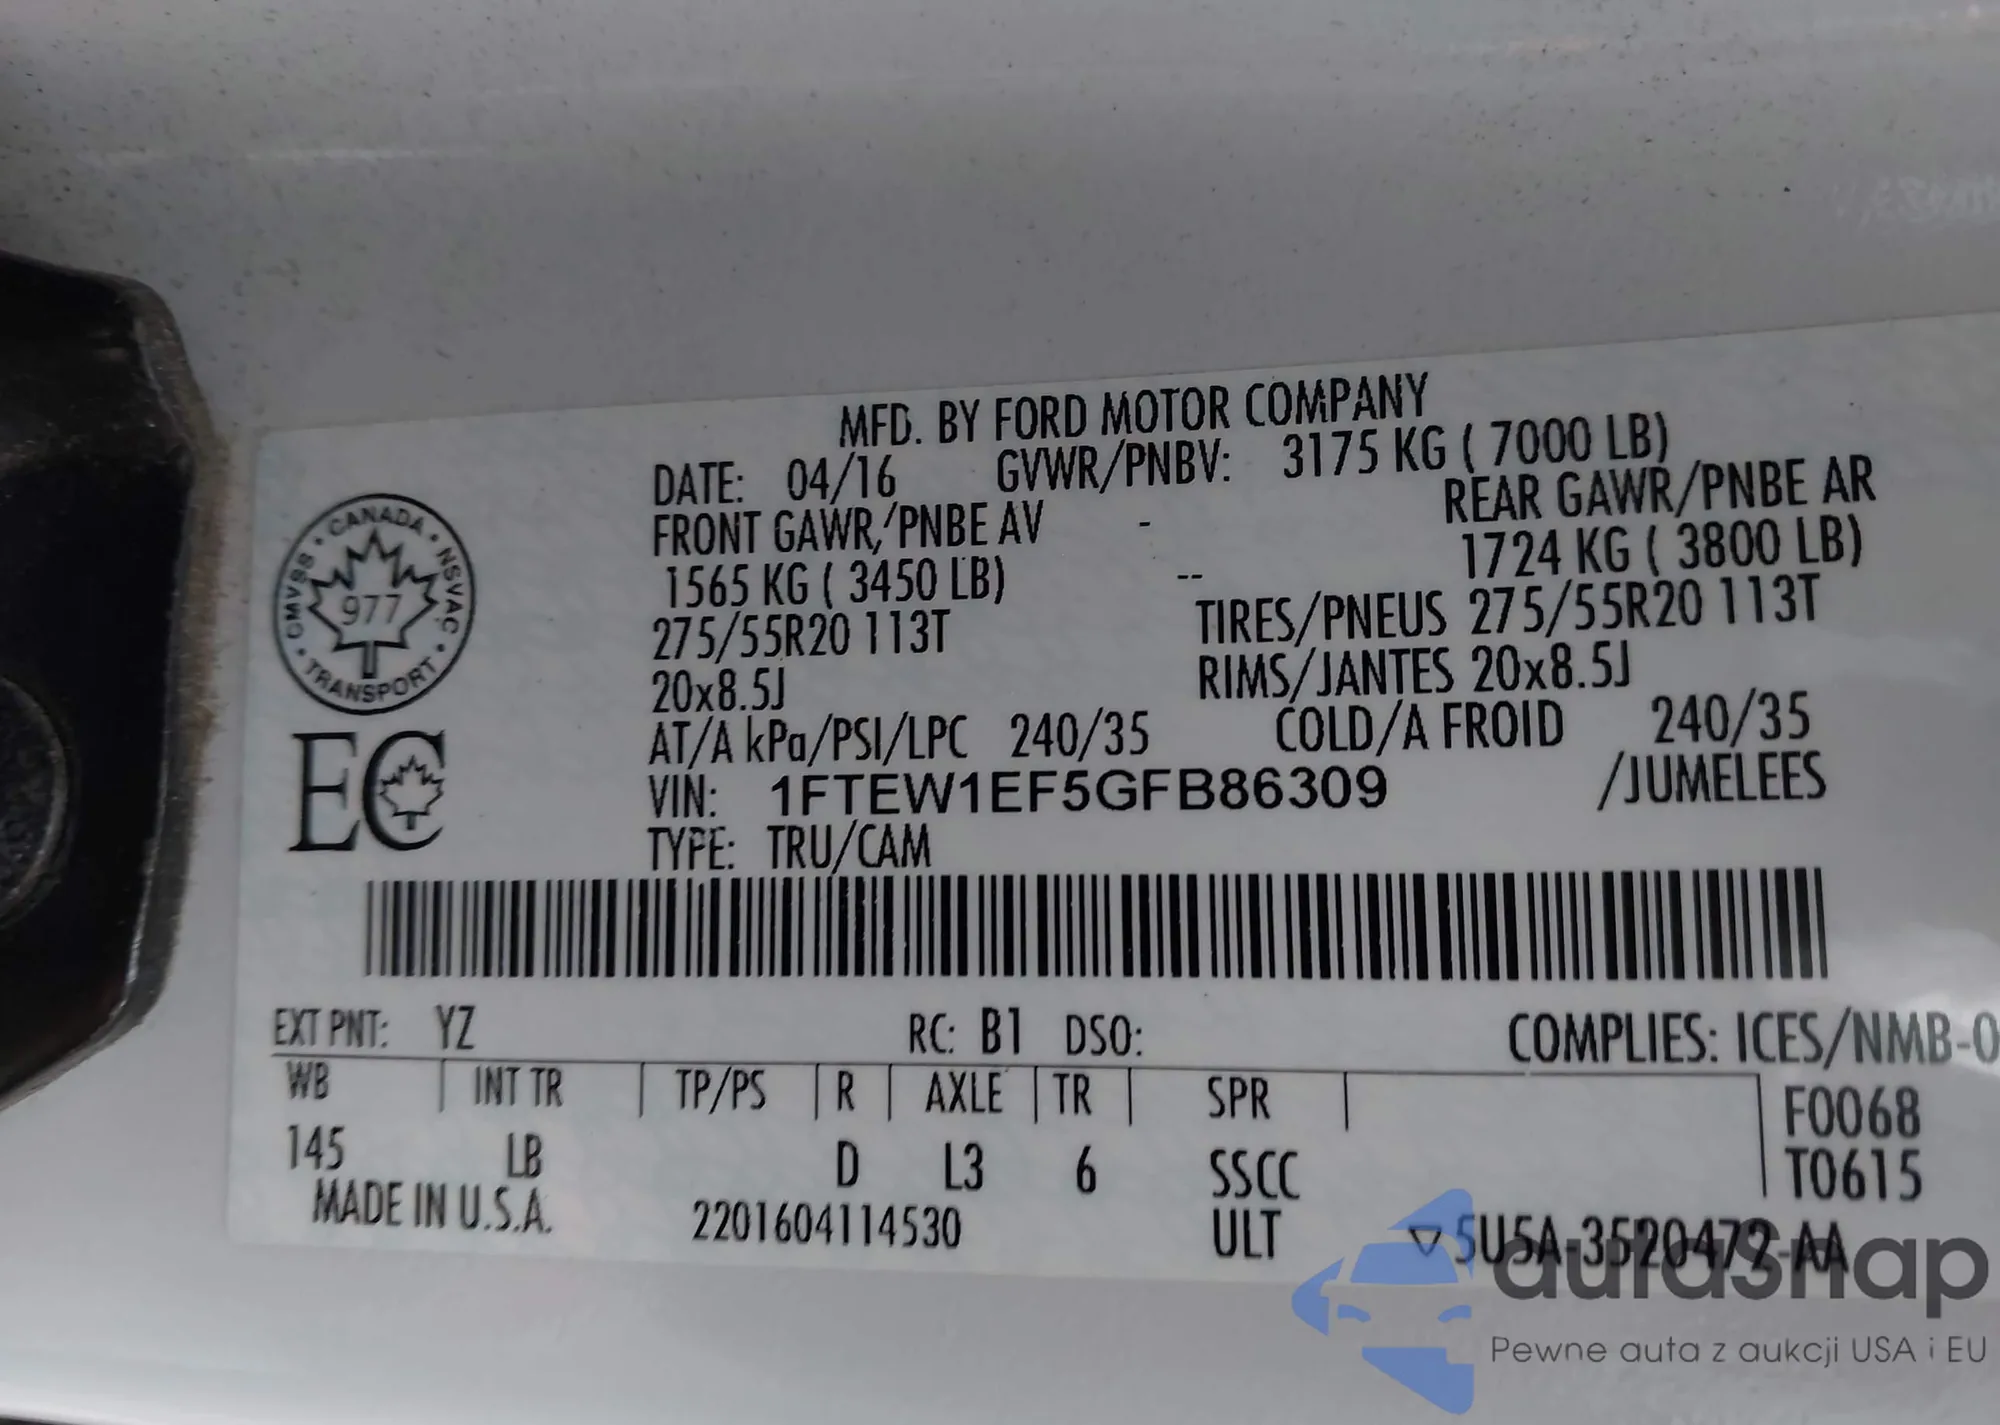 MFD. BY FORD MOTOR COMPANY
DATE: 04/16 GVWR/PNBV: 3175 KG ( 7000 LB)
FRONT GAWR/PNBE AV - REAR GAWR/PNBE AR
1565 KG ( 3450 LB) -- 1724 KG ( 3800 LB)
275/55R20 113T TIRES/PNEUS 275/55R20 113T
20x8.5J RIMS/JANTES 20x8.5J
AT/A kPa/PSI/LPC 240/35 COLD/A FROID 240/35
VIN: 1FTEW1EF5GFB86309 /JUMELEES
TYPE: TRU/CAM
CANADA
CMVSS • NSVAC
977
TRANSPORT
EC
EXT PNT: YZ RC: B1 DSO: COMPLIES: ICES/NMB-0
WB INT TR TP/PS R AXLE TR SPR F0068
145 LB D L3 6 SSCC T0615
MADE IN U.S.A. 2201604114530 ULT ▽5U5A-3520472-AA
auraSnap
Pewne auta z aukcji USA i EU